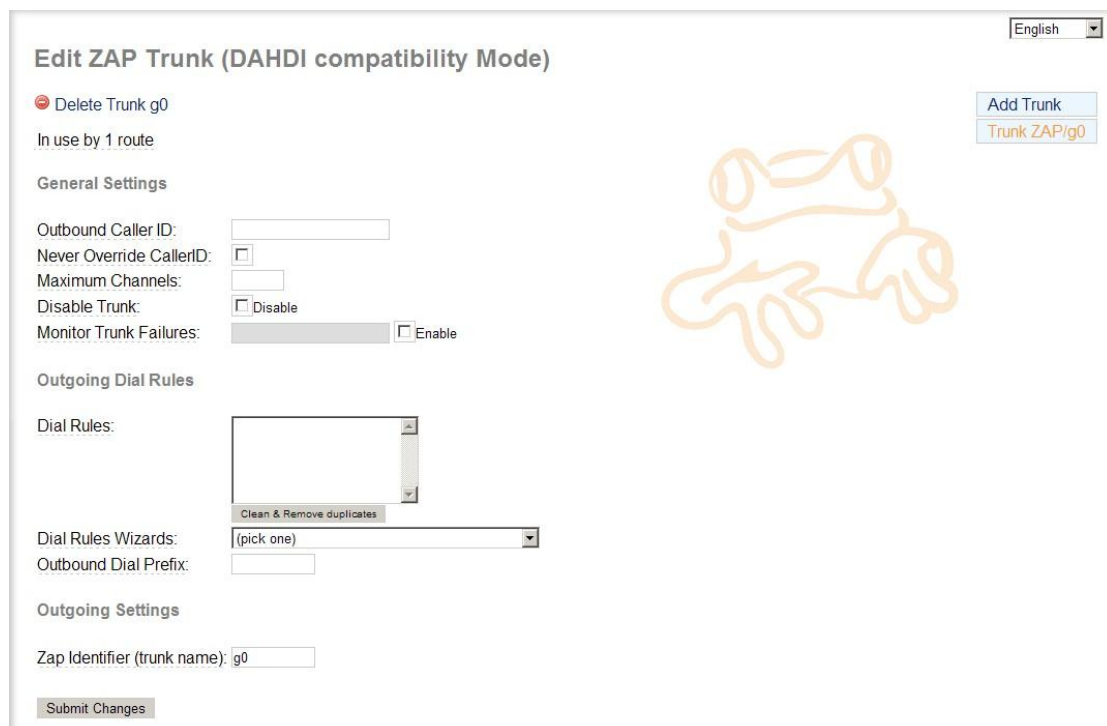 English
Edit ZAP Trunk (DAHDI compatibility Mode)
Delete Trunk g0
Add Trunk
Trunk ZAP/g0
In use by 1 route
General Settings
Outbound Caller ID:
Never Override CallerID:
Maximum Channels:
Disable Trunk: Disable
Monitor Trunk Failures: Enable
Outgoing Dial Rules
Dial Rules:
Clean & Remove duplicates
Dial Rules Wizards: (pick one)
Outbound Dial Prefix:
Outgoing Settings
Zap Identifier (trunk name): g0
Submit Changes